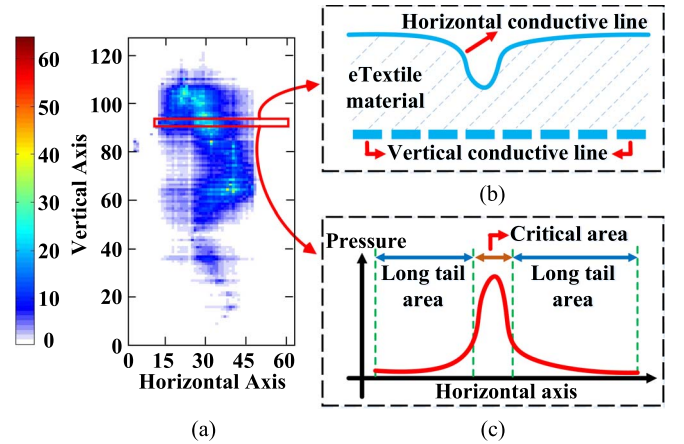 60
50
40
30
20
10
0
Vertical Axis
120
100
80
60
40
20
0
0 15 30 45 60
Horizontal Axis
(a)
Horizontal conductive line
eTextile
material
Vertical conductive line
(b)
Pressure
Critical area
Long tail
area
Long tail
area
Horizontal axis
(c)